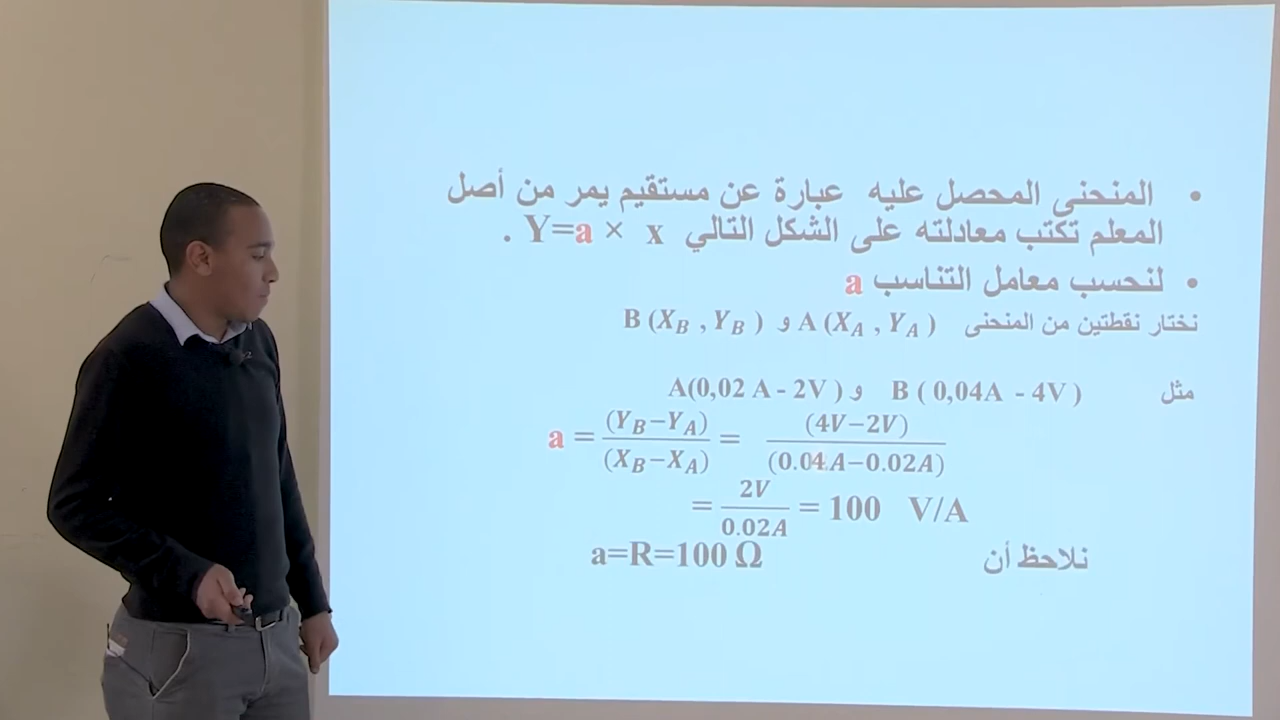 • المنحنى المحصل عليه عبارة عن مستقيم يمر من أصل
المعلم تكتب معادلته على الشكل التالي Y=a × x .
• لنحسب معامل التناسب a
نختار نقطتين من المنحنى A (X_A , Y_A ) و B (X_B , Y_B )
مثل A(0,02 A - 2V ) و B ( 0,04A - 4V )
a = (Y_B−Y_A)/(X_B−X_A) = (4V−2V)/(0.04A−0.02A)
= 2V/0.02A = 100 V/A
نلاحظ أن a=R=100 Ω